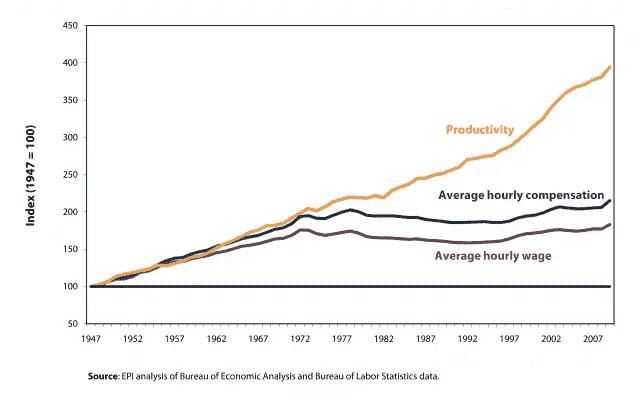 450
400
350
300
250
200
150
100
50
Index (1947 = 100)
Productivity
Average hourly compensation
Average hourly wage
1947 1952 1957 1962 1967 1972 1977 1982 1987 1992 1997 2002 2007
Source: EPI analysis of Bureau of Economic Analysis and Bureau of Labor Statistics data.